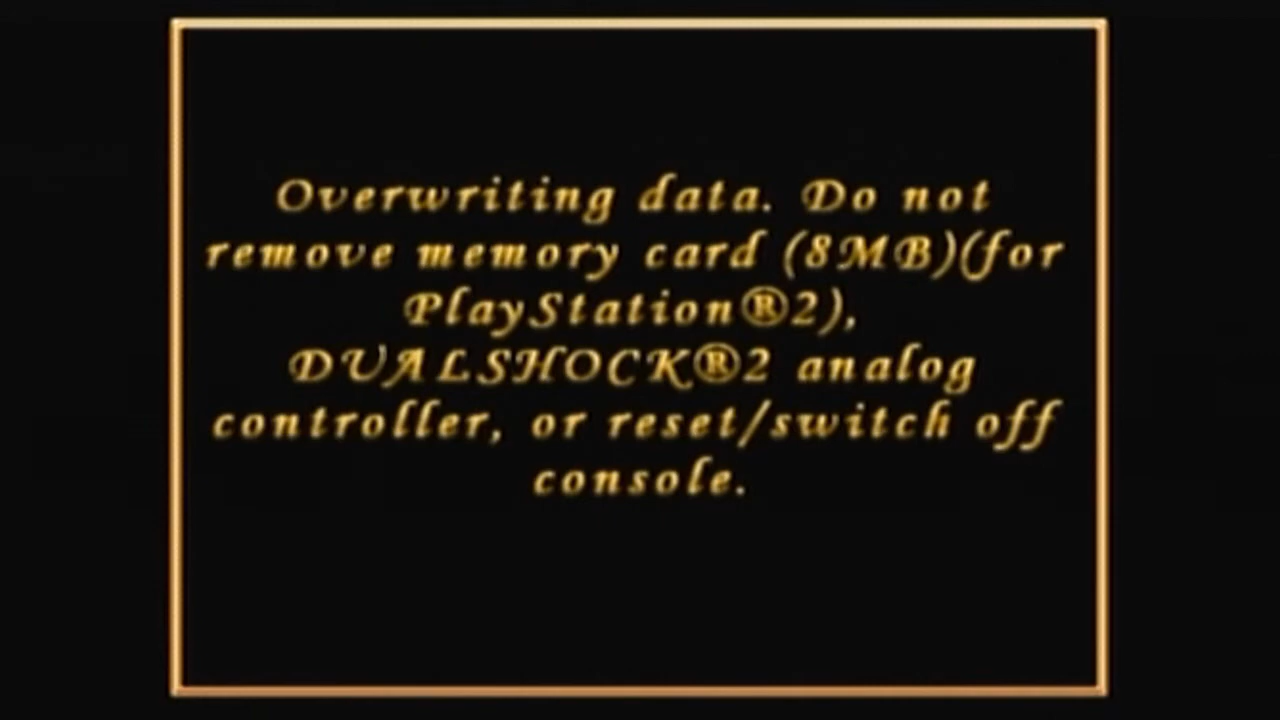 Overwriting data. Do not
remove memory card (8MB)(for
PlayStation®2),
DUALSHOCK®2 analog
controller, or reset/switch off
console.